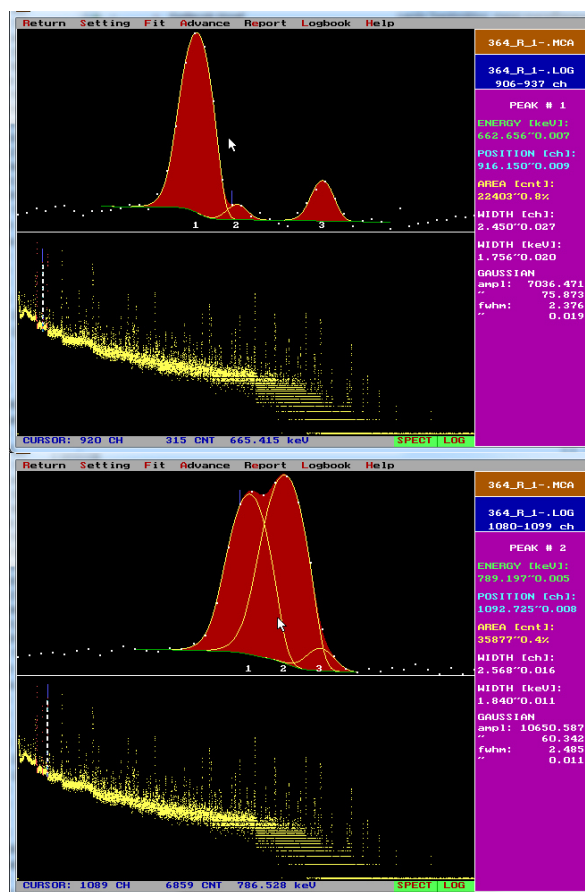 Return Setting Fit Advance Report Logbook Help
364_R_1-.MCA
364_R_1-.LOG
906-937 ch
PEAK # 1
ENERGY [keV]:
662.656~0.007
POSITION [ch]:
916.150~0.009
AREA [cnt]:
22403~0.8%
WIDTH [ch]:
2.450~0.027
WIDTH [keV]:
1.756~0.020
GAUSSIAN
ampl: 7036.471
~ 75.873
fwhm: 2.376
~ 0.019
1 2 3
CURSOR: 920 CH 315 CNT 665.415 keV SPECT LOG
Return Setting Fit Advance Report Logbook Help
364_R_1-.MCA
364_R_1-.LOG
1080-1099 ch
PEAK # 2
ENERGY [keV]:
789.197~0.005
POSITION [ch]:
1092.725~0.008
AREA [cnt]:
35877~0.4%
WIDTH [ch]:
2.568~0.016
WIDTH [keV]:
1.840~0.011
GAUSSIAN
ampl: 10650.587
~ 60.342
fwhm: 2.485
~ 0.011
1 2 3
CURSOR: 1089 CH 6859 CNT 786.528 keV SPECT LOG